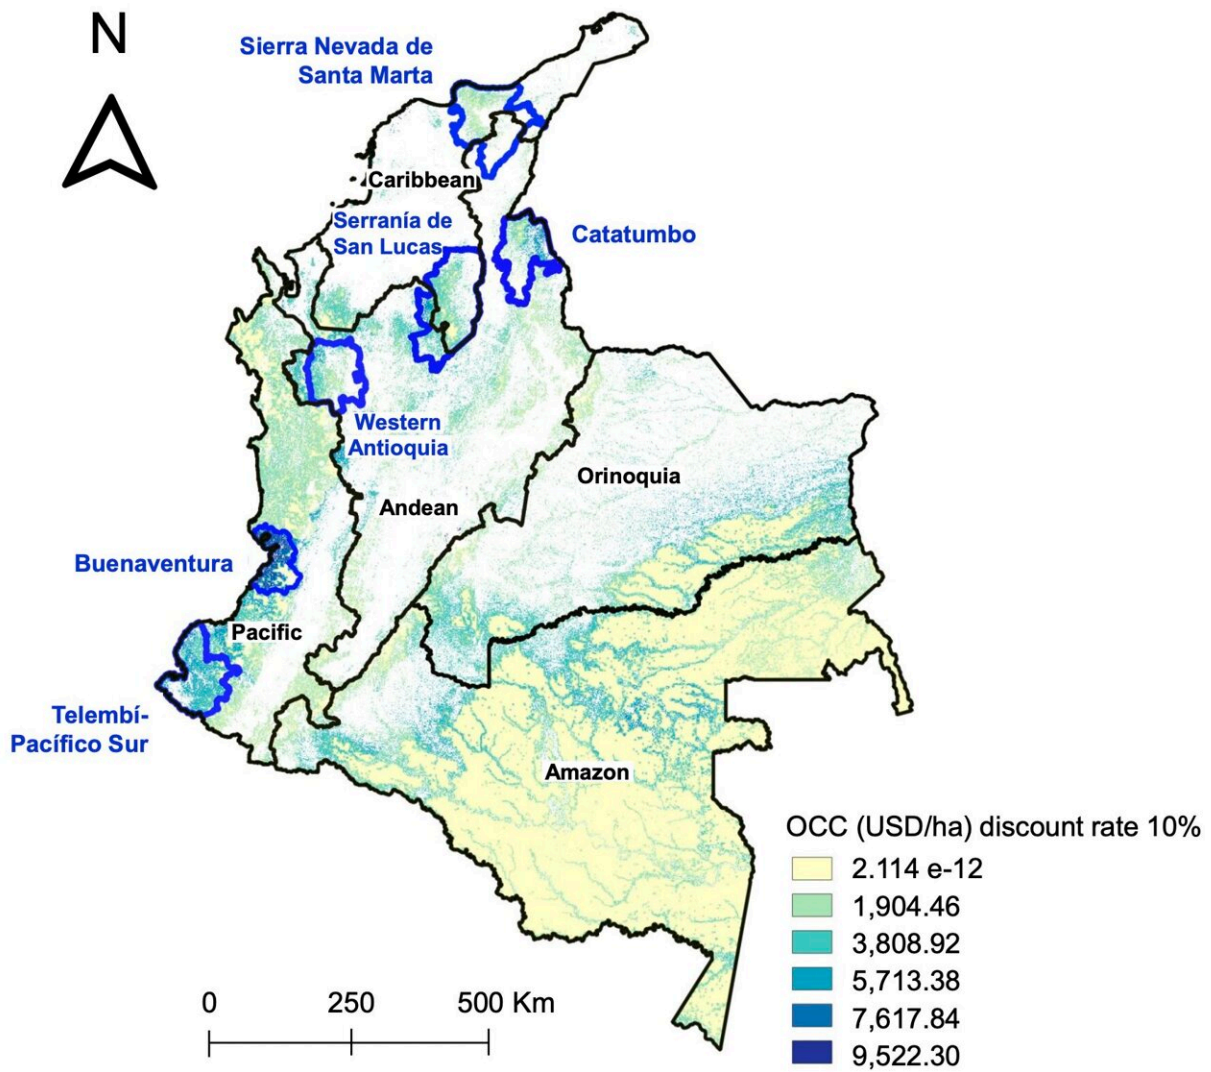 N
Sierra Nevada de
Santa Marta
Caribbean
Serranía de
San Lucas
Catatumbo
Western
Antioquia
Orinoquia
Andean
Buenaventura
Pacific
Telembí-
Pacífico Sur
Amazon
OCC (USD/ha) discount rate 10%
2.114 e-12
1,904.46
3,808.92
5,713.38
7,617.84
9,522.30
0 250 500 Km